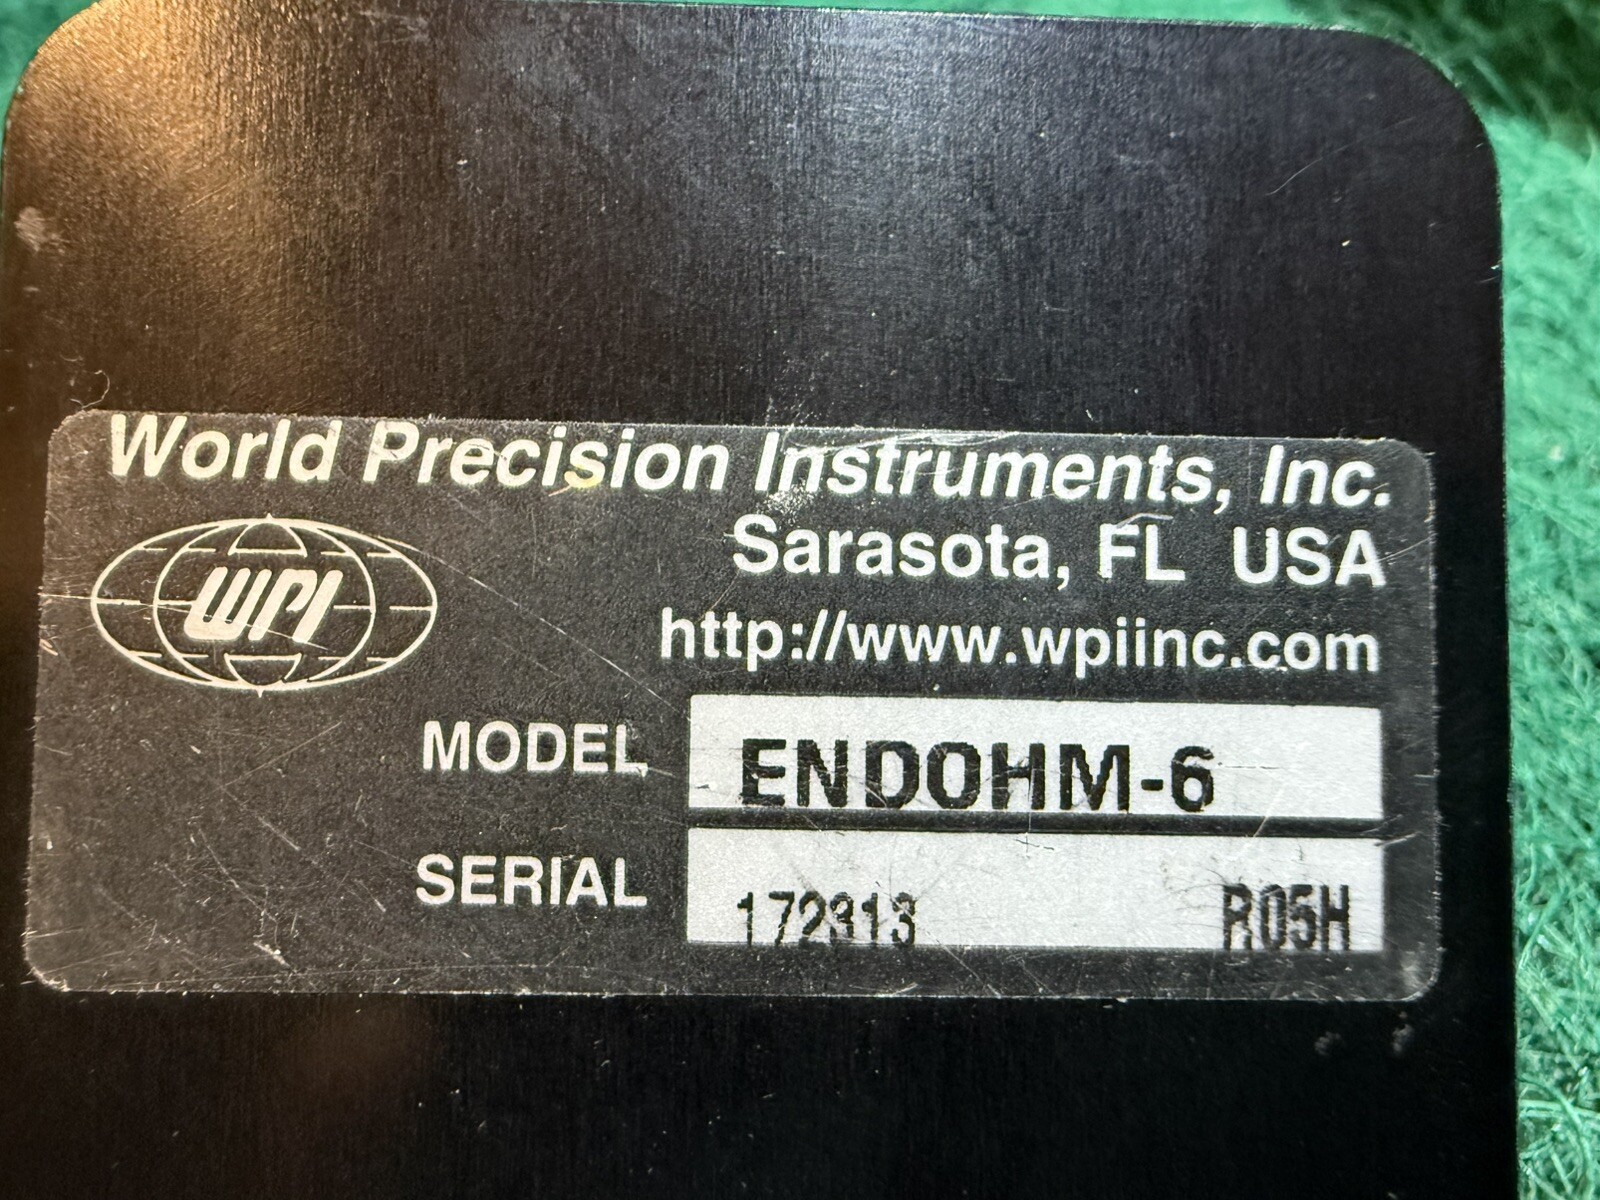 World Precision Instruments, Inc.
Sarasota, FL USA
WPI
http://www.wpiinc.com
MODEL ENDOHM-6
SERIAL 172313 R05H